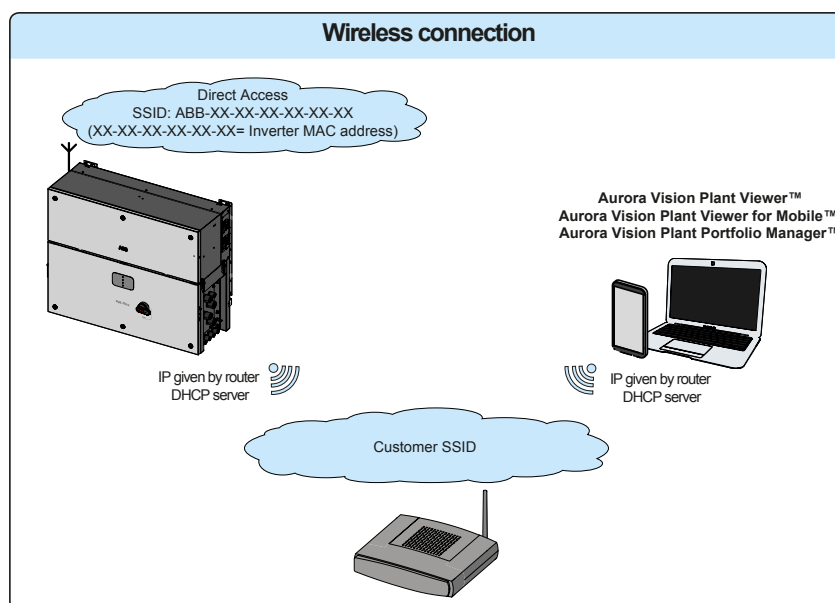 Wireless connection
Direct Access
SSID: ABB-XX-XX-XX-XX-XX-XX
(XX-XX-XX-XX-XX-XX= Inverter MAC address)
Aurora Vision Plant Viewer™
Aurora Vision Plant Viewer for Mobile™
Aurora Vision Plant Portfolio Manager™
ABB
IP given by router
DHCP server
IP given by router
DHCP server
Customer SSID